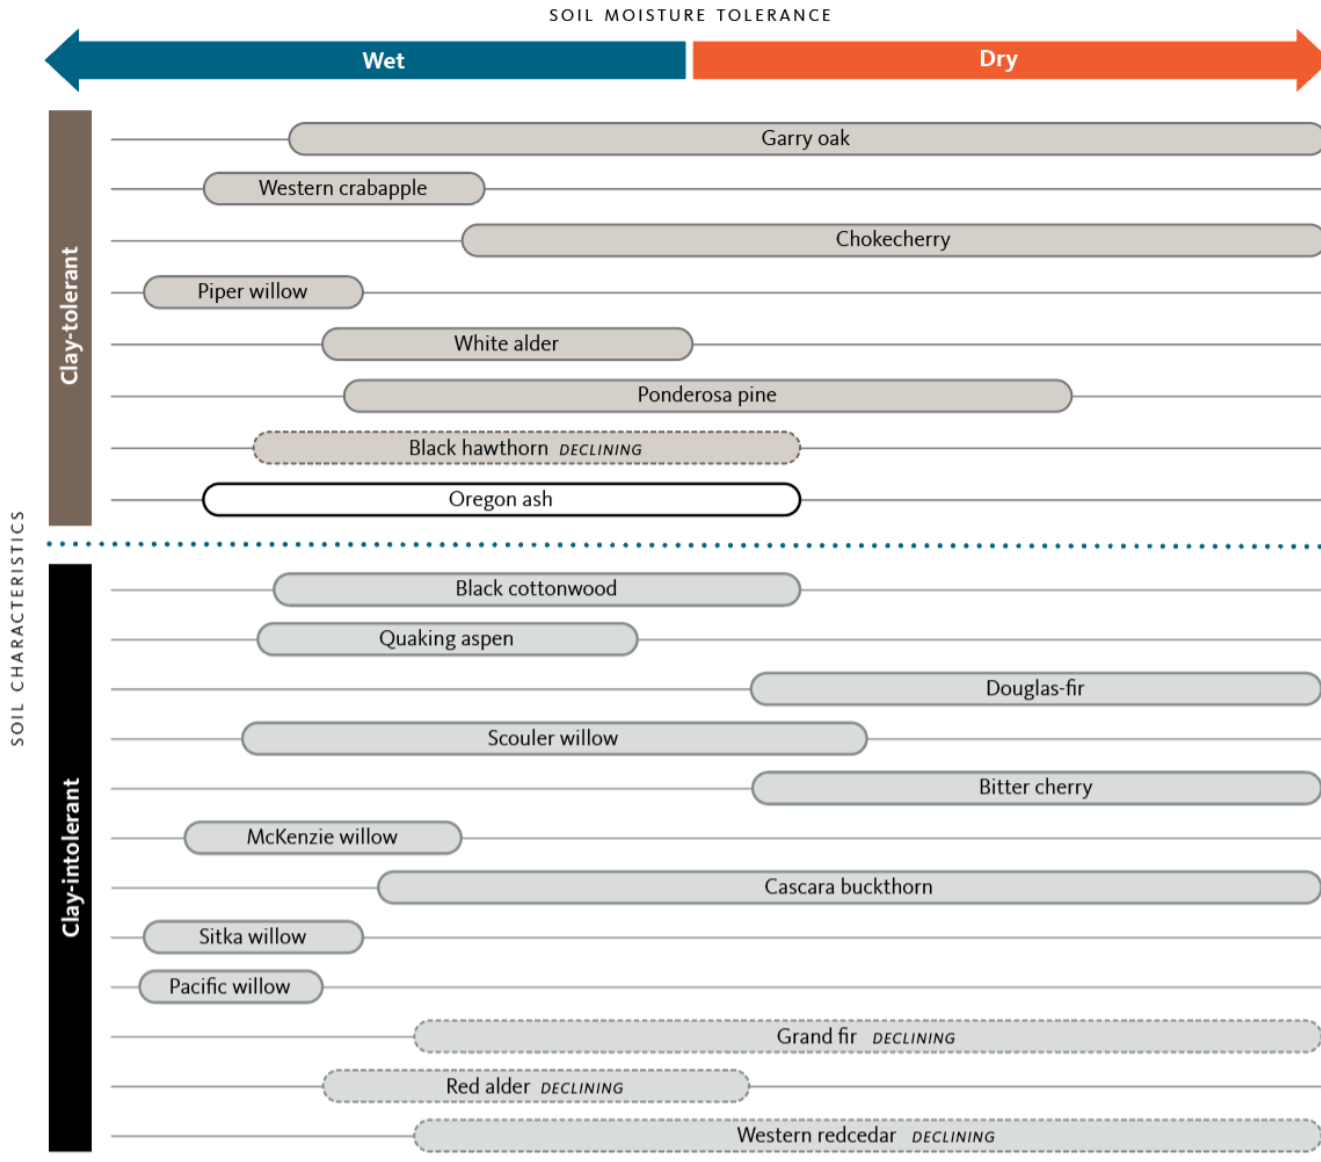 SOIL MOISTURE TOLERANCE
Wet
Dry
SOIL CHARACTERISTICS
Clay-tolerant
Garry oak
Western crabapple
Chokecherry
Piper willow
White alder
Ponderosa pine
Black hawthorn DECLINING
Oregon ash
Clay-intolerant
Black cottonwood
Quaking aspen
Douglas-fir
Scouler willow
Bitter cherry
McKenzie willow
Cascara buckthorn
Sitka willow
Pacific willow
Grand fir DECLINING
Red alder DECLINING
Western redcedar DECLINING